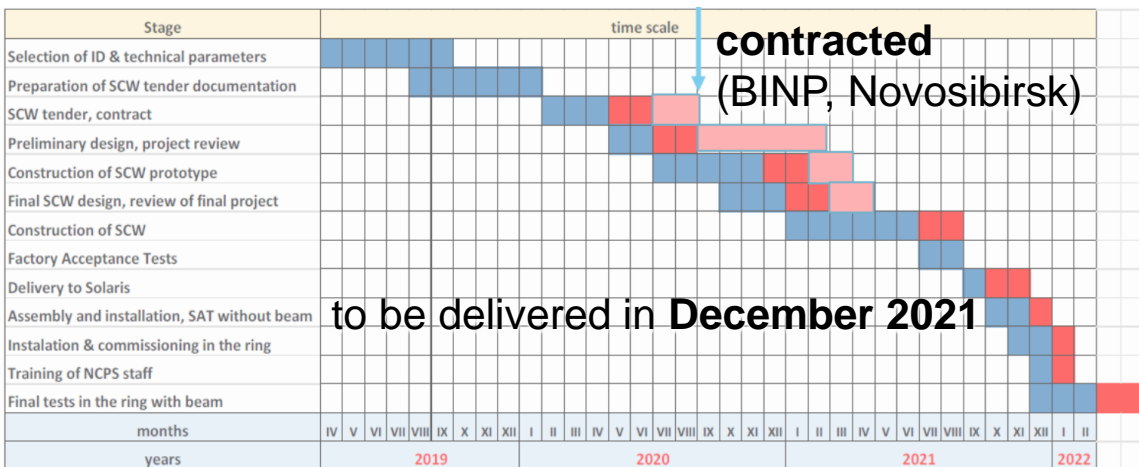 Stage time scale
contracted
(BINP, Novosibirsk)
Selection of ID & technical parameters
Preparation of SCW tender documentation
SCW tender, contract
Preliminary design, project review
Construction of SCW prototype
Final SCW design, review of final project
Construction of SCW
Factory Acceptance Tests
Delivery to Solaris
Assembly and installation, SAT without beam
to be delivered in December 2021
Instalation & commissioning in the ring
Training of NCPS staff
Final tests in the ring with beam
months IV V VI VII VIII IX X XI XII I II III IV V VI VII VIII IX X XI XII I II III IV V VI VII VIII IX X XI XII I II
years 2019 2020 2021 2022